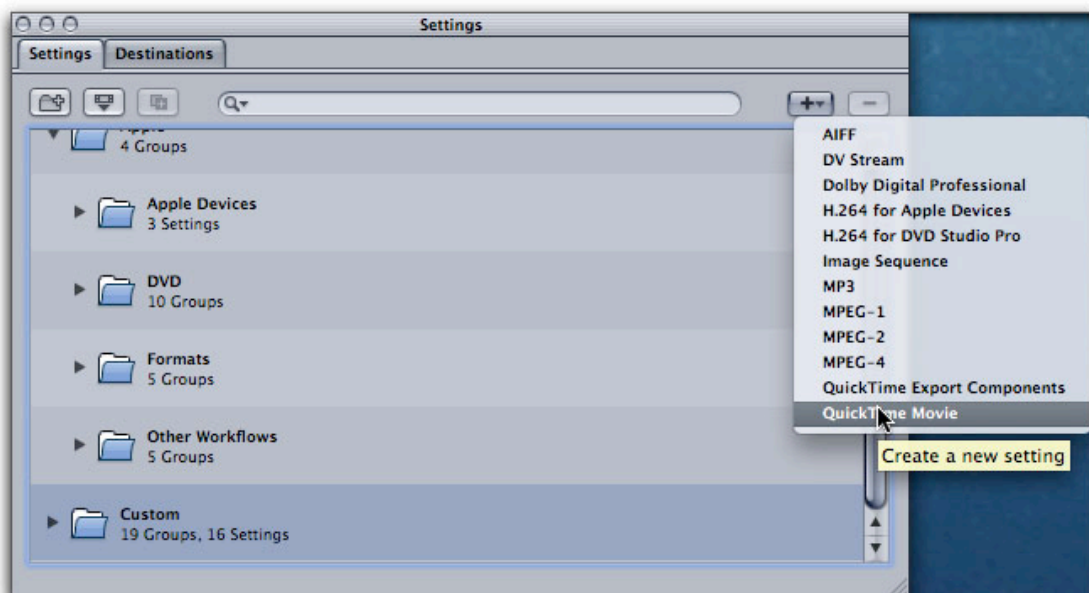 Settings
Settings Destinations
Apple
4 Groups
Apple Devices
3 Settings
DVD
10 Groups
Formats
5 Groups
Other Workflows
5 Groups
Custom
19 Groups, 16 Settings
AIFF
DV Stream
Dolby Digital Professional
H.264 for Apple Devices
H.264 for DVD Studio Pro
Image Sequence
MP3
MPEG-1
MPEG-2
MPEG-4
QuickTime Export Components
QuickTime Movie
Create a new setting